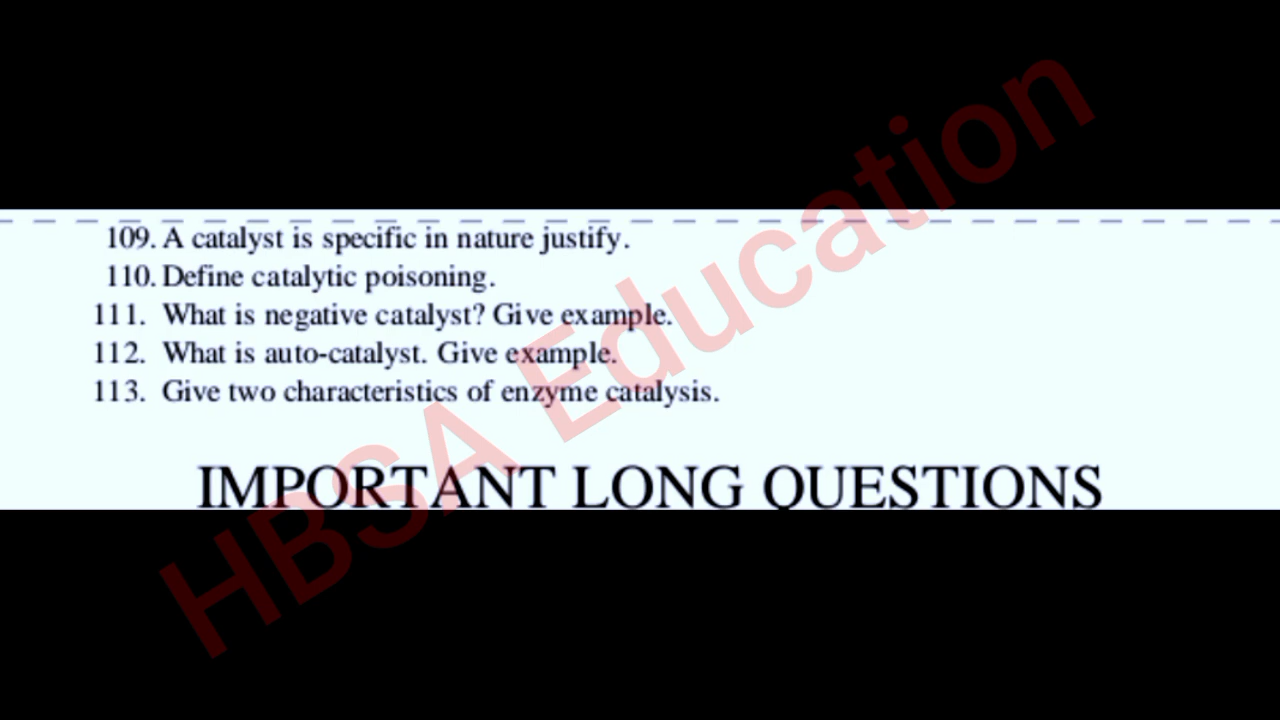 109. A catalyst is specific in nature justify.
110. Define catalytic poisoning.
111. What is negative catalyst? Give example.
112. What is auto-catalyst. Give example.
113. Give two characteristics of enzyme catalysis.
IMPORTANT LONG QUESTIONS
HBSA Education